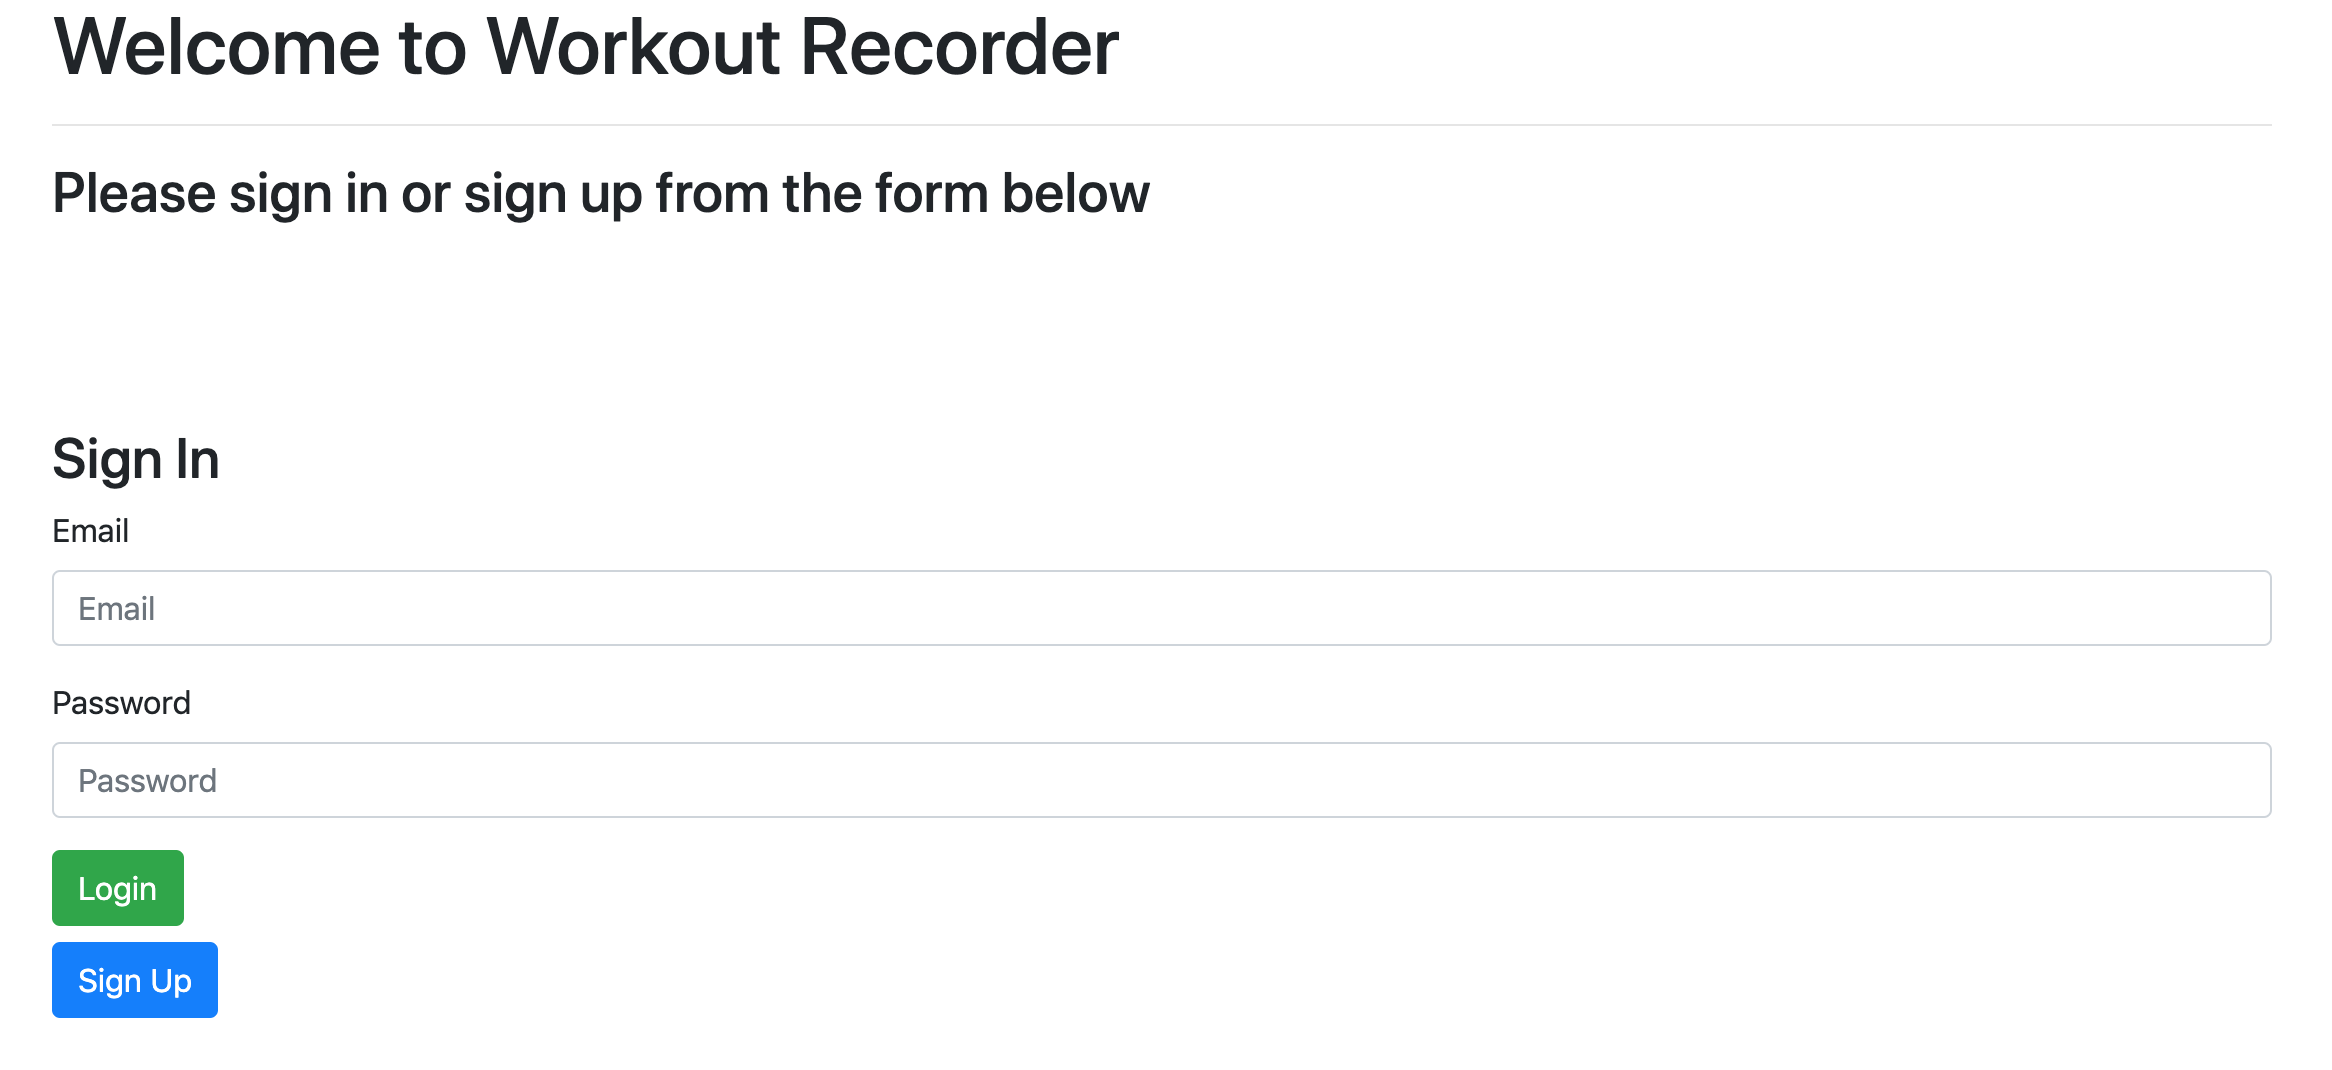 Welcome to Workout Recorder
Please sign in or sign up from the form below
Sign In
Email
Email
Password
Password
Login
Sign Up